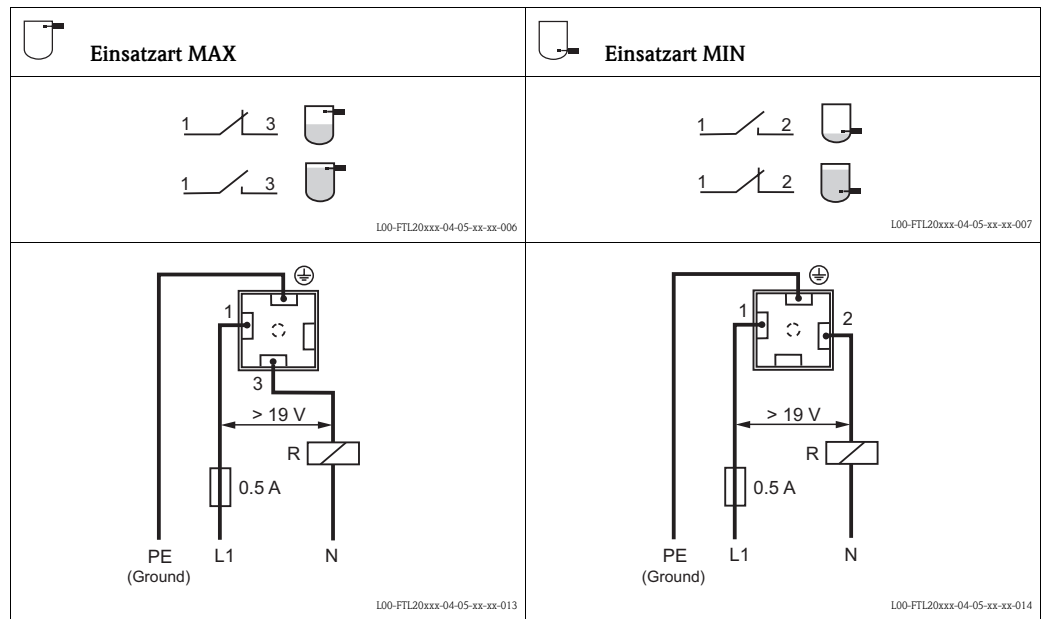 Einsatzart MAX
Einsatzart MIN
1 3
1 3
L00-FTL20xxx-04-05-xx-xx-006
1 2
1 2
L00-FTL20xxx-04-05-xx-xx-007
1
3
> 19 V
R
0.5 A
PE
(Ground)
L1
N
L00-FTL20xxx-04-05-xx-xx-013
1
2
> 19 V
R
0.5 A
PE
(Ground)
L1
N
L00-FTL20xxx-04-05-xx-xx-014